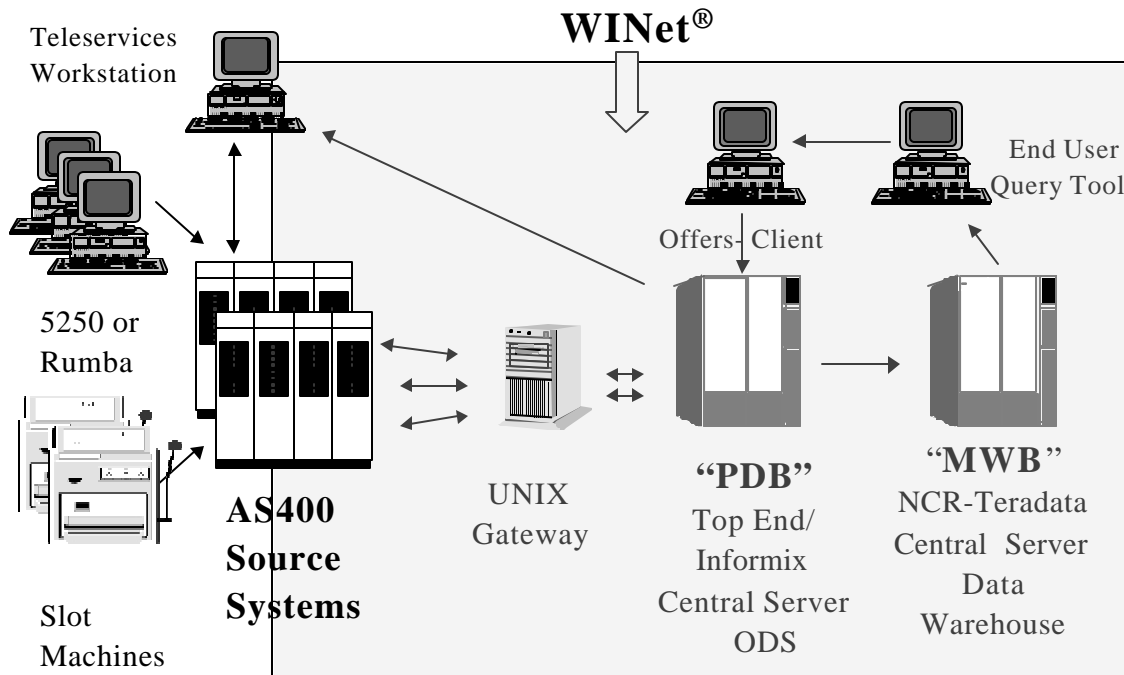 WINet®
Teleservices
Workstation
End User
Query Tool
Offers- Client
5250 or
Rumba
"PDB"
Top End/
Informix
Central Server
ODS
"MWB"
NCR-Teradata
Central Server
Data
Warehouse
UNIX
Gateway
AS400
Source
Systems
Slot
Machines